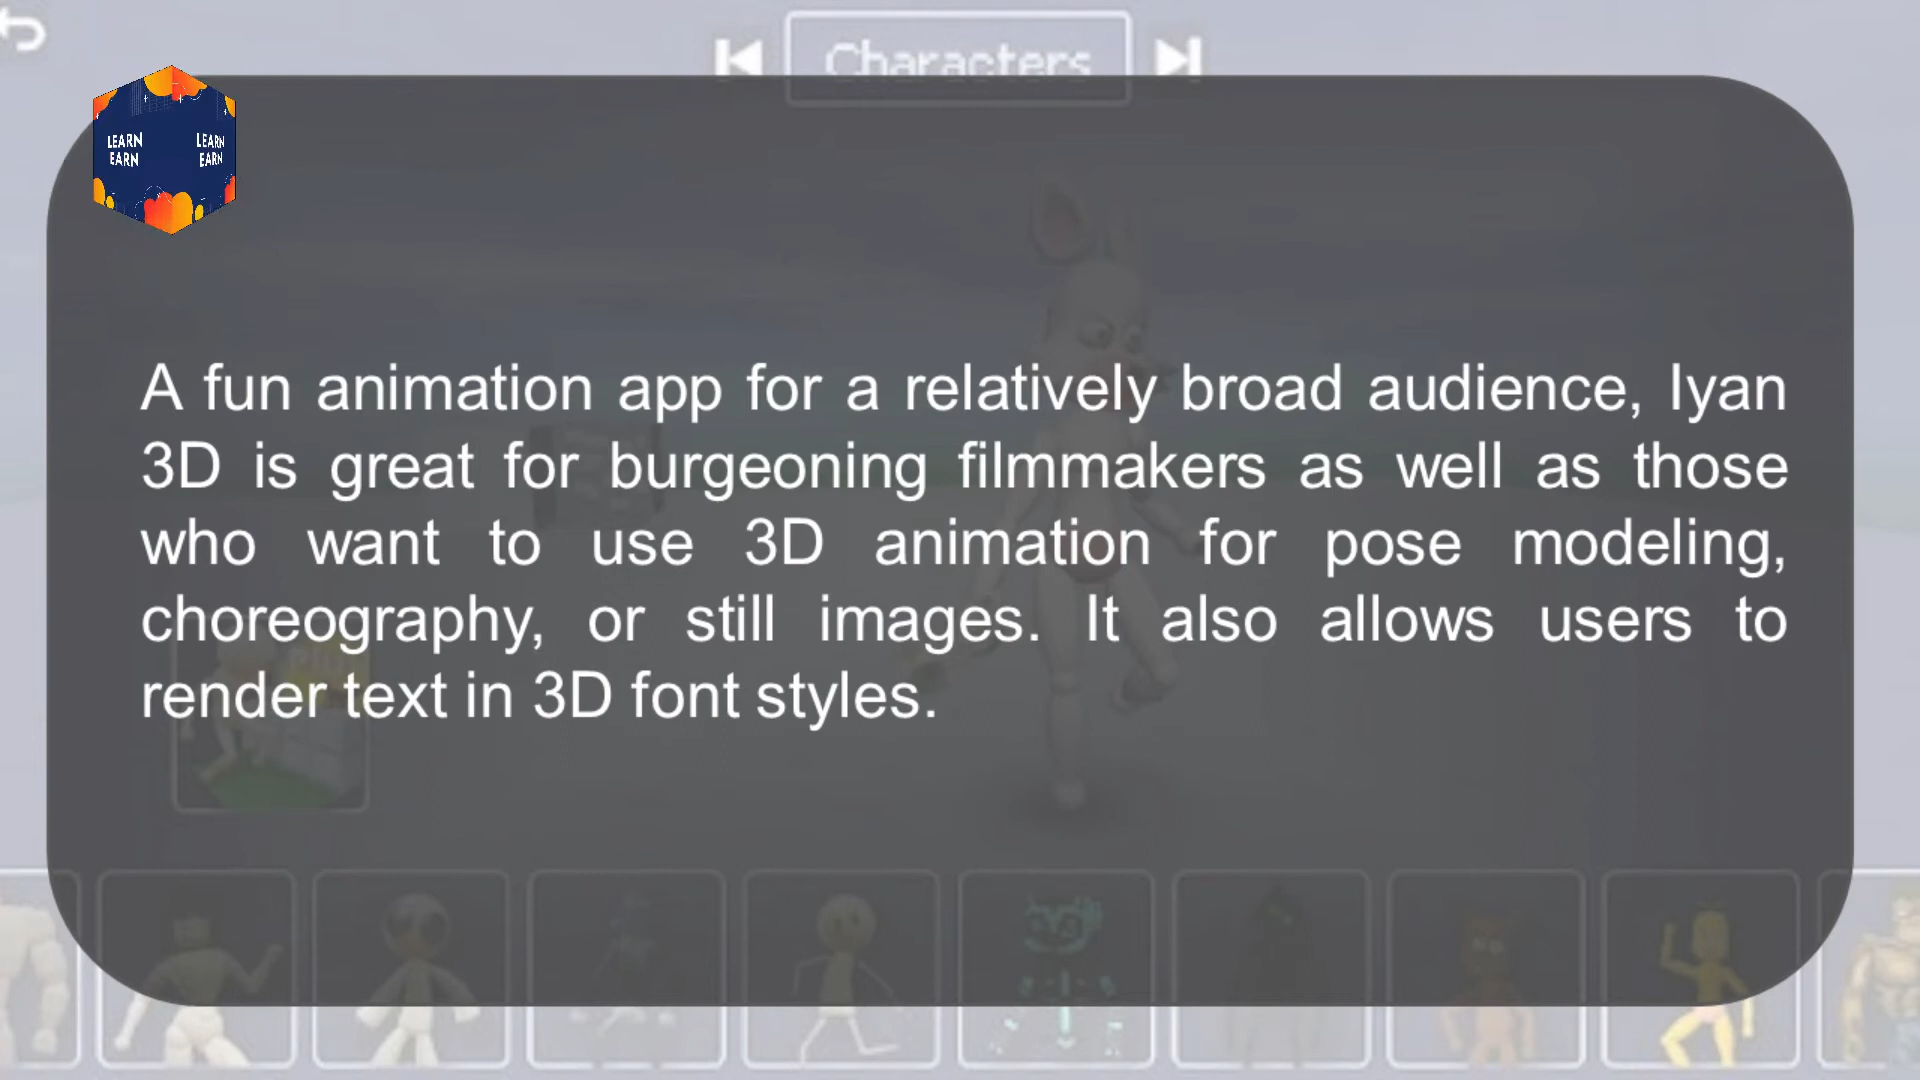 Characters
LEARN LEARN
EARN EARN
A fun animation app for a relatively broad audience, Iyan
3D is great for burgeoning filmmakers as well as those
who want to use 3D animation for pose modeling,
choreography, or still images. It also allows users to
render text in 3D font styles.